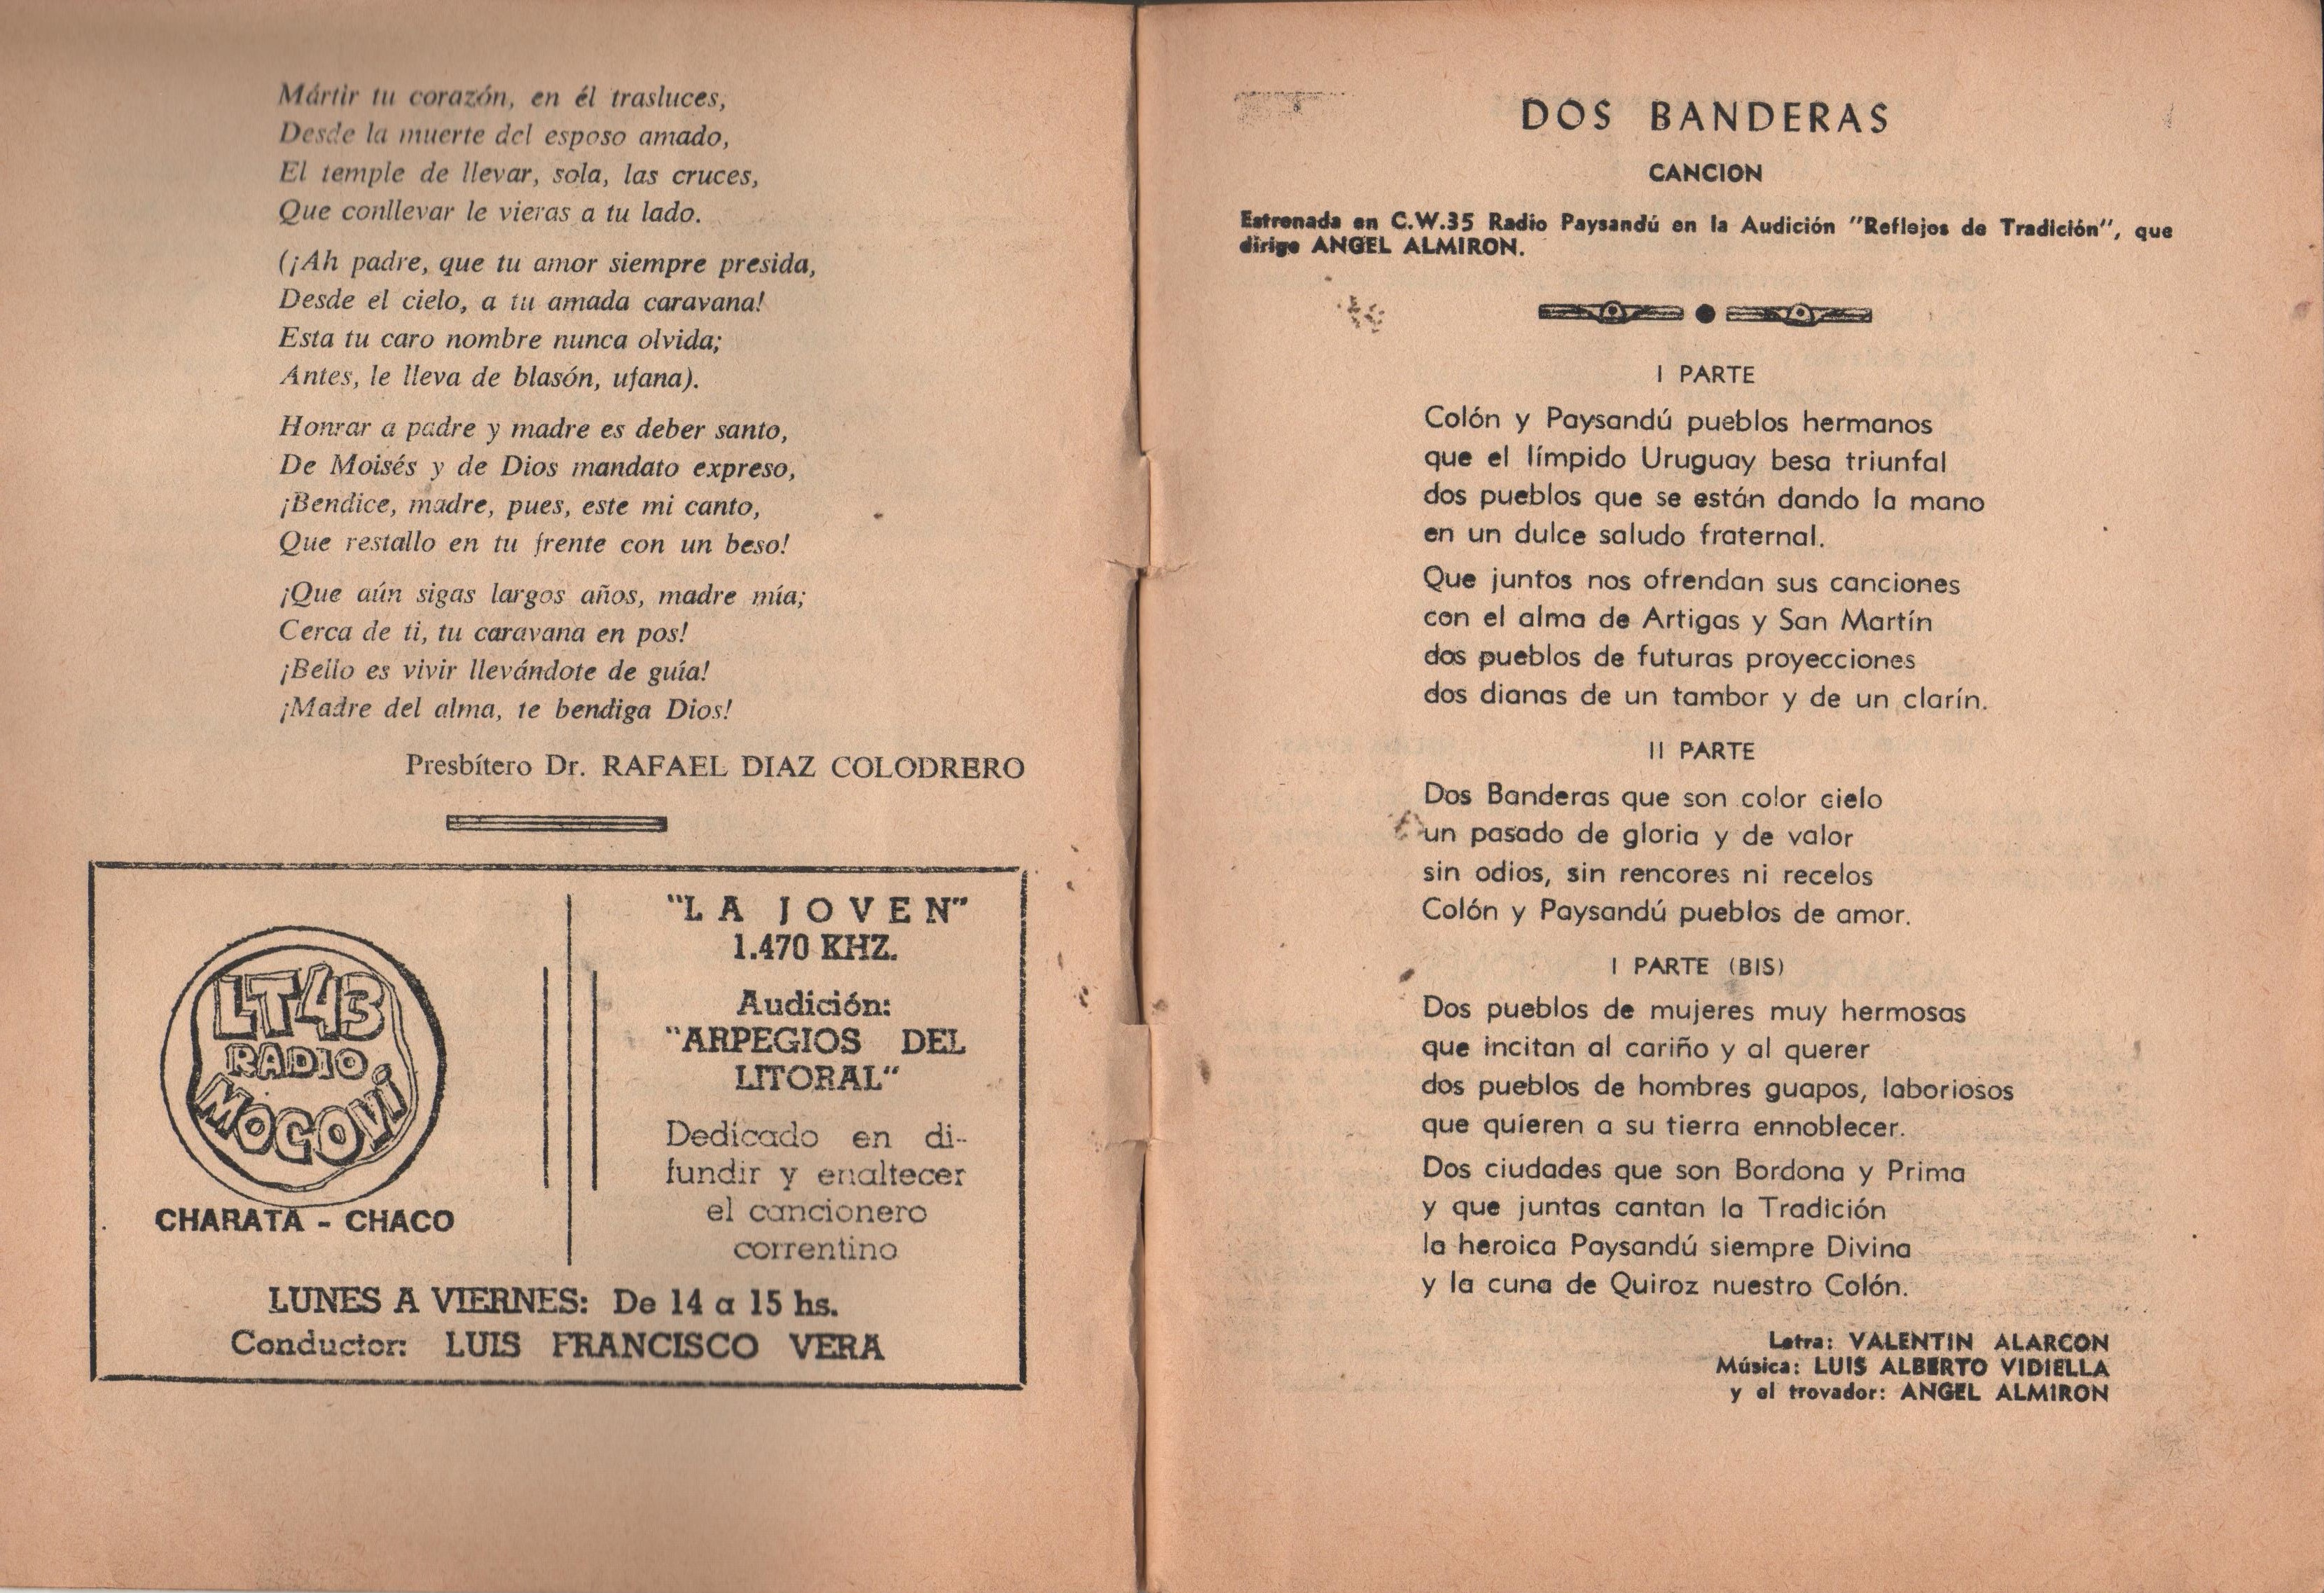 Mártir tu corazón, en él trasluces,
Desde la muerte del esposo amado,
El temple de llevar, sola, las cruces,
Que conllevar le vieras a tu lado.
(¡Ah padre, que tu amor siempre presida,
Desde el cielo, a tu amada caravana!
Esta tu caro nombre nunca olvida;
Antes, le lleva de blasón, ufana).
Honrar a padre y madre es deber santo,
De Moisés y de Dios mandato expreso,
¡Bendice, madre, pues, este mi canto,
Que restallo en tu frente con un beso!
¡Que aún sigas largos años, madre mía;
Cerca de ti, tu caravana en pos!
¡Bello es vivir llevándote de guía!
¡Madre del alma, te bendiga Dios!
Presbítero Dr. RAFAEL DIAZ COLODRERO
LT43
RADIO
MOCOVÍ
CHARATA - CHACO
"LA JOVEN"
1.470 KHZ.
Audición:
"ARPEGIOS DEL
LITORAL"
Dedicado en di-
fundir y enaltecer
el cancionero
correntino
LUNES A VIERNES: De 14 a 15 hs.
Conductor: LUIS FRANCISCO VERA
DOS BANDERAS
CANCION
Estrenada en C.W.35 Radio Paysandú en la Audición "Reflejos de Tradición", que
dirige ANGEL ALMIRON.
I PARTE
Colón y Paysandú pueblos hermanos
que el límpido Uruguay besa triunfal
dos pueblos que se están dando la mano
en un dulce saludo fraternal.
Que juntos nos ofrendan sus canciones
con el alma de Artigas y San Martín
dos pueblos de futuras proyecciones
dos dianas de un tambor y de un clarín.
II PARTE
Dos Banderas que son color cielo
un pasado de gloria y de valor
sin odios, sin rencores ni recelos
Colón y Paysandú pueblos de amor.
I PARTE (BIS)
Dos pueblos de mujeres muy hermosas
que incitan al cariño y al querer
dos pueblos de hombres guapos, laboriosos
que quieren a su tierra ennoblecer.
Dos ciudades que son Bordona y Prima
y que juntas cantan la Tradición
la heroica Paysandú siempre Divina
y la cuna de Quiroz nuestro Colón.
Letra: VALENTIN ALARCON
Música: LUIS ALBERTO VIDIELLA
y el trovador: ANGEL ALMIRON